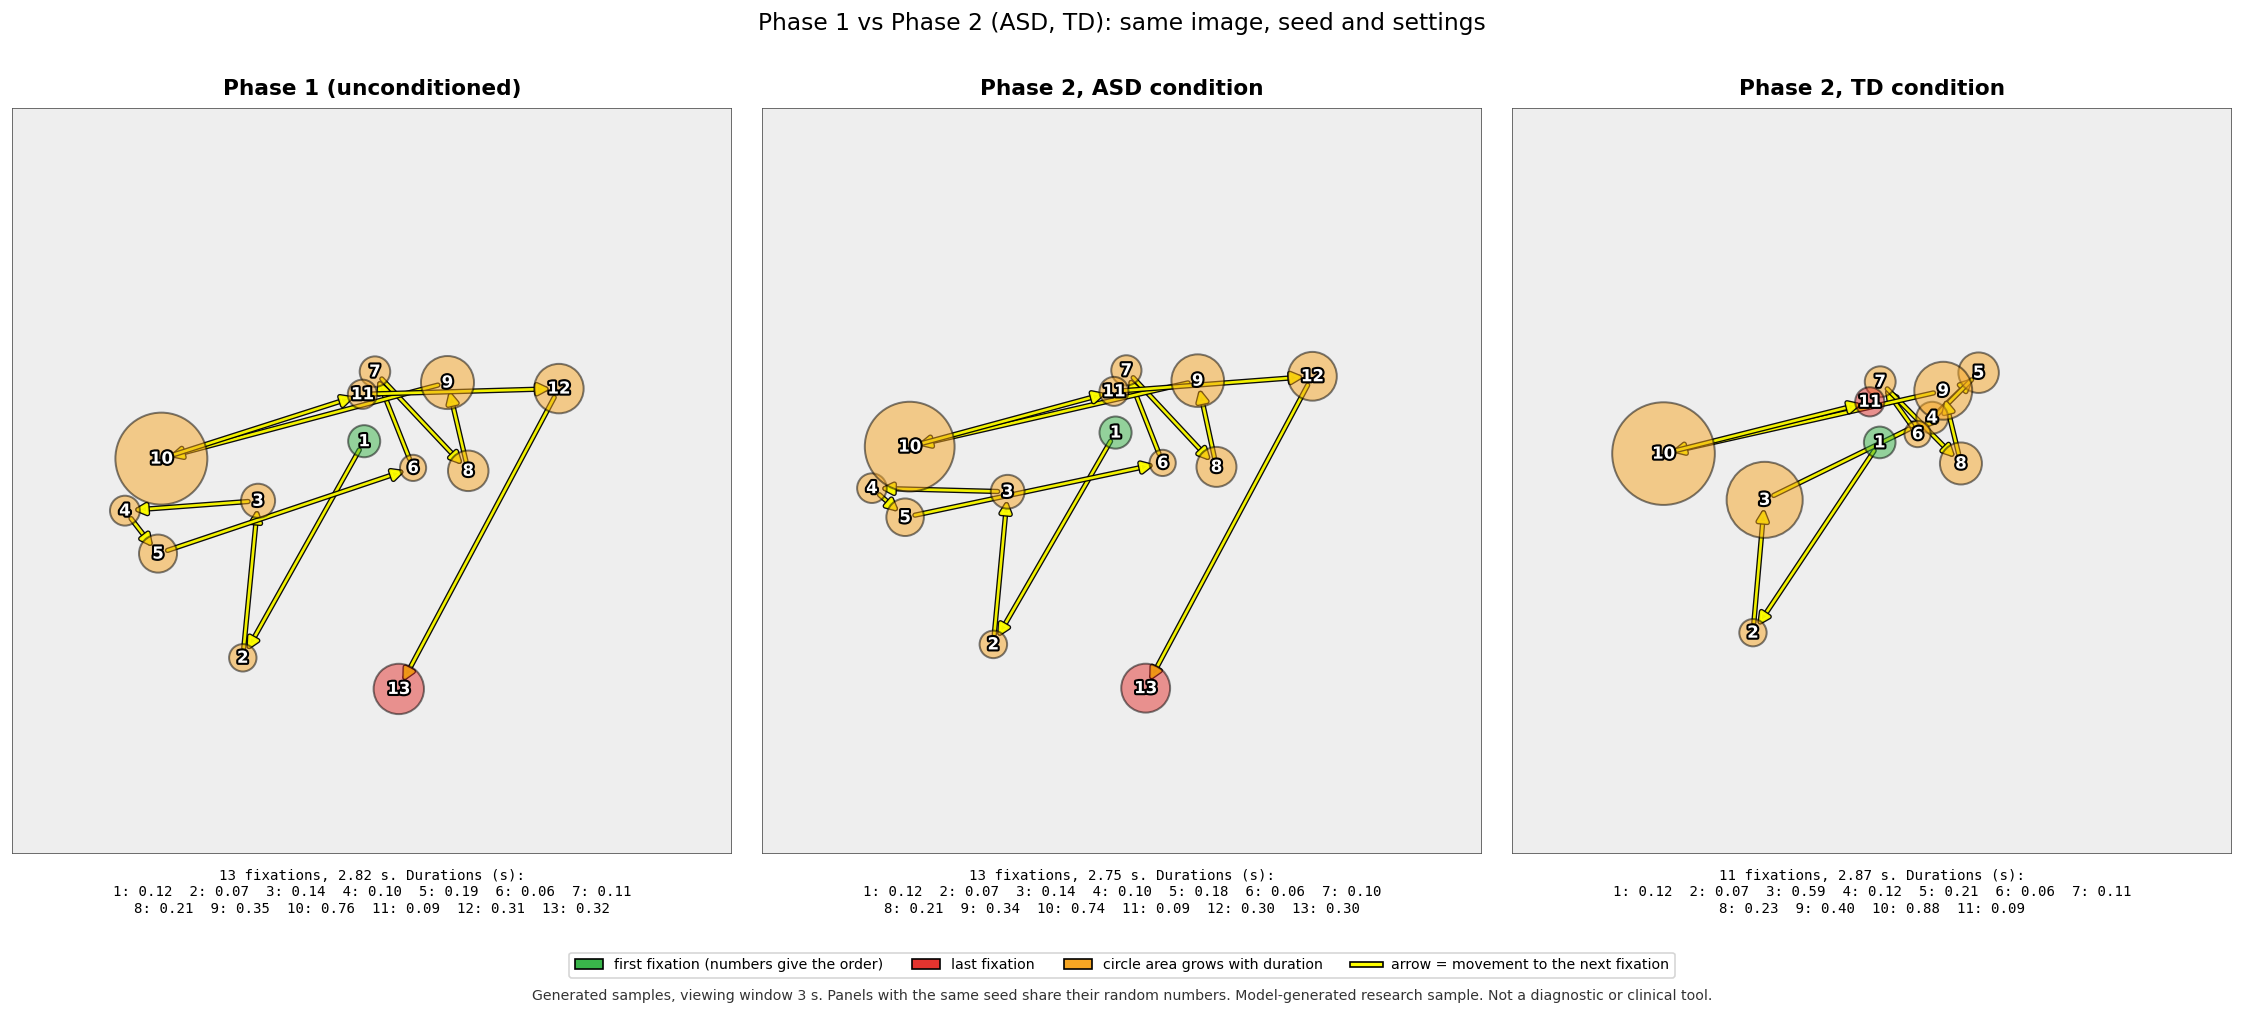 Phase 1 vs Phase 2 (ASD, TD): same image, seed and settings
Phase 1 (unconditioned)
7
9
12
11
1
10
6
8
3
4
5
2
13
13 fixations, 2.82 s. Durations (s):
1: 0.12  2: 0.07  3: 0.14  4: 0.10  5: 0.19  6: 0.06  7: 0.11
8: 0.21  9: 0.35  10: 0.76  11: 0.09  12: 0.31  13: 0.32
Phase 2, ASD condition
7
9
12
11
1
10
6
8
4
3
5
2
13
13 fixations, 2.75 s. Durations (s):
1: 0.12  2: 0.07  3: 0.14  4: 0.10  5: 0.18  6: 0.06  7: 0.10
8: 0.21  9: 0.34  10: 0.74  11: 0.09  12: 0.30  13: 0.30
Phase 2, TD condition
5
7
9
11
4
6
1
10
8
3
2
11 fixations, 2.87 s. Durations (s):
1: 0.12  2: 0.07  3: 0.59  4: 0.12  5: 0.21  6: 0.06  7: 0.11
8: 0.23  9: 0.40  10: 0.88  11: 0.09
first fixation (numbers give the order)
last fixation
circle area grows with duration
arrow = movement to the next fixation
Generated samples, viewing window 3 s. Panels with the same seed share their random numbers. Model-generated research sample. Not a diagnostic or clinical tool.